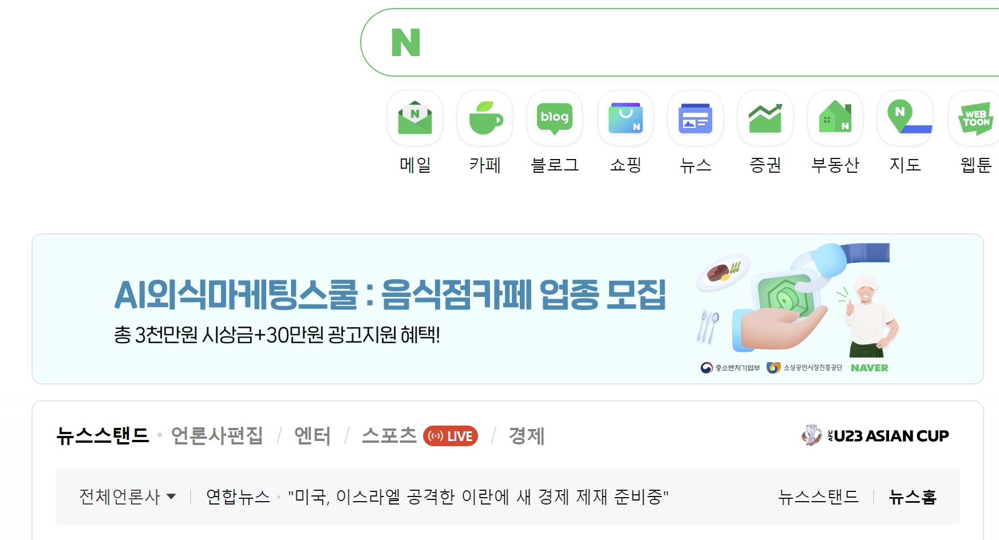 N
N
blog
N
N
N
WEB
TOON
메일 카페 블로그 쇼핑 뉴스 증권 부동산 지도 웹툰
AI외식마케팅스쿨 : 음식점카페 업종 모집
총 3천만원 시상금+30만원 광고지원 혜택!
중소벤처기업부 소상공인시장진흥공단 NAVER
뉴스스탠드 • 언론사편집 / 엔터 / 스포츠 LIVE / 경제
AFC U23 ASIAN CUP
전체언론사 | 연합뉴스 • "미국, 이스라엘 공격한 이란에 새 경제 제재 준비중"
뉴스스탠드 | 뉴스홈